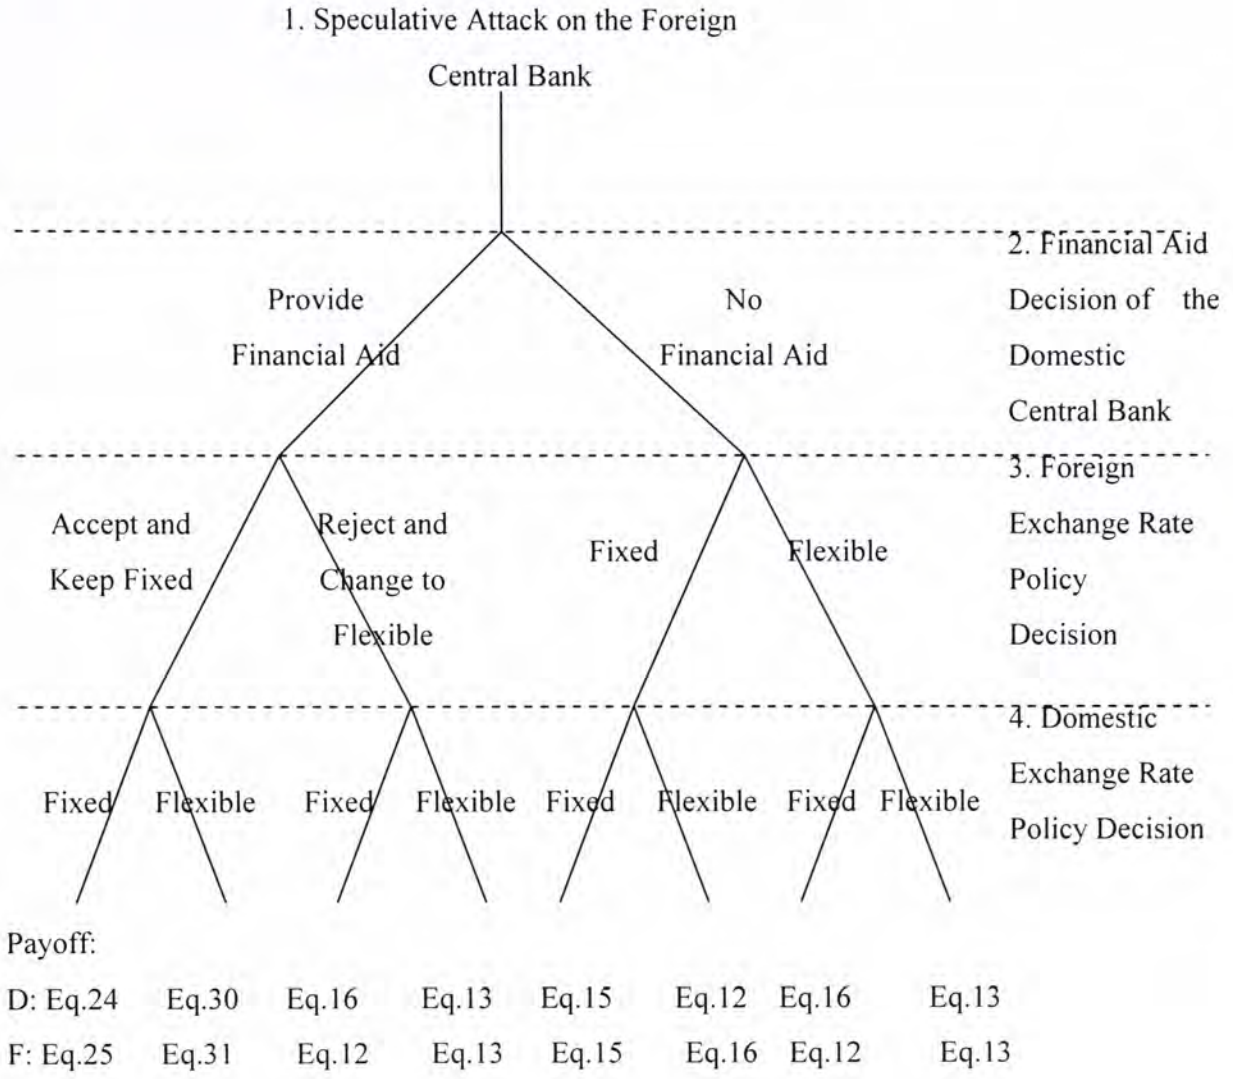 1. Speculative Attack on the Foreign
Central Bank
2. Financial Aid
Decision of the
Domestic
Central Bank
Provide
Financial Aid
No
Financial Aid
3. Foreign
Exchange Rate
Policy
Decision
Accept and
Keep Fixed
Reject and
Change to
Flexible
Fixed
Flexible
4. Domestic
Exchange Rate
Policy Decision
Fixed Flexible Fixed Flexible Fixed Flexible Fixed Flexible
Payoff:
D: Eq.24 Eq.30 Eq.16 Eq.13 Eq.15 Eq.12 Eq.16 Eq.13
F: Eq.25 Eq.31 Eq.12 Eq.13 Eq.15 Eq.16 Eq.12 Eq.13